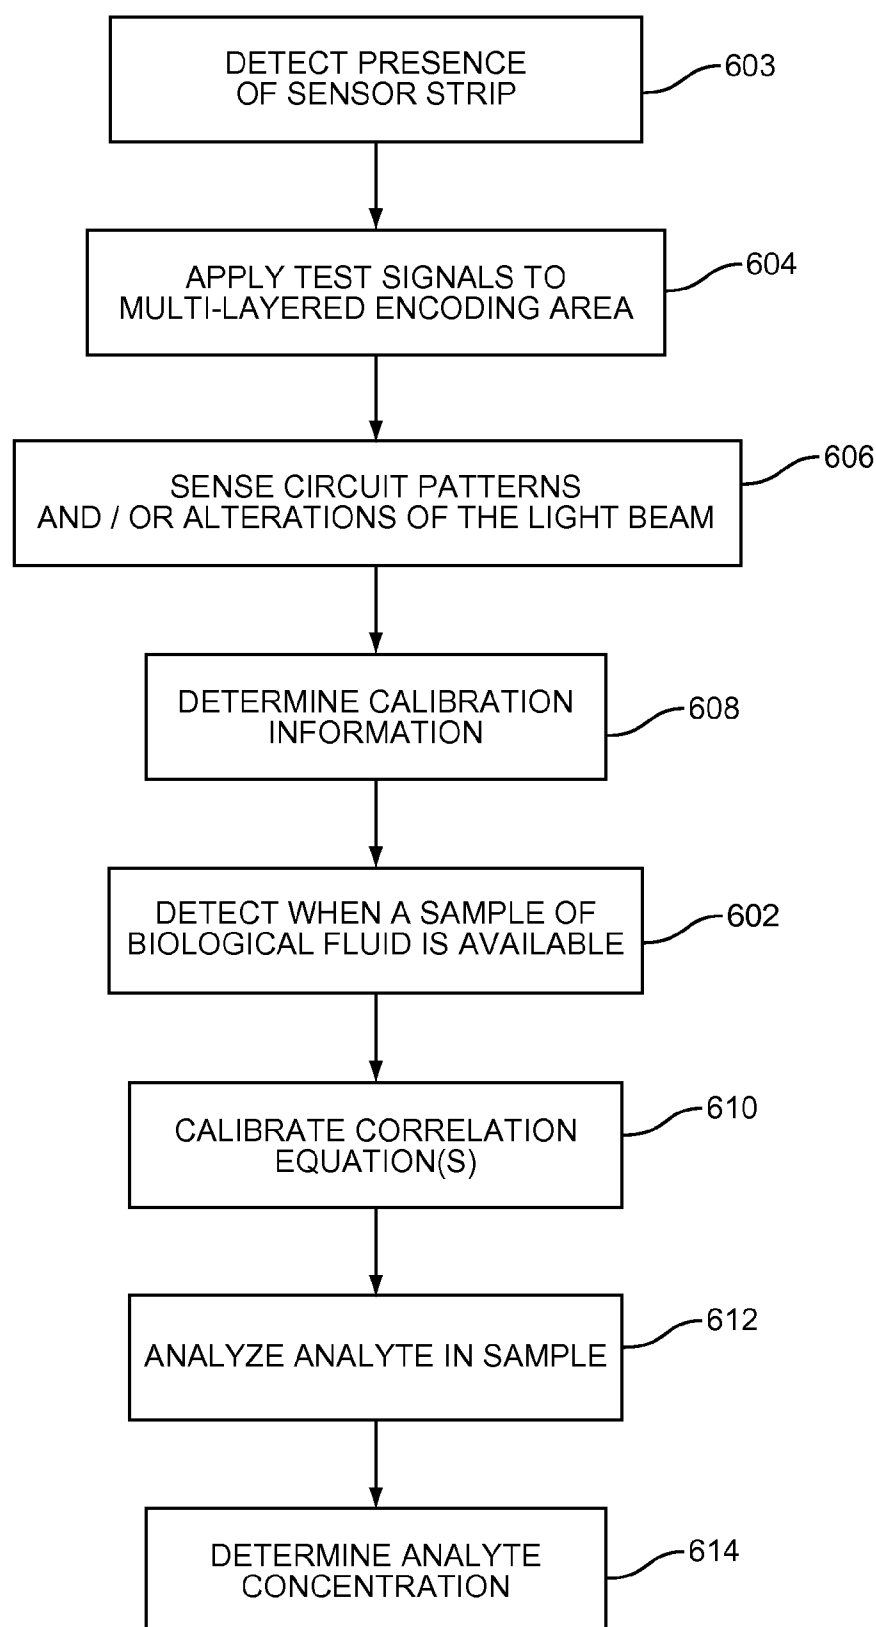 DETECT PRESENCE
OF SENSOR STRIP
603
APPLY TEST SIGNALS TO
MULTI-LAYERED ENCODING AREA
604
SENSE CIRCUIT PATTERNS
AND / OR ALTERATIONS OF THE LIGHT BEAM
606
DETERMINE CALIBRATION
INFORMATION
608
DETECT WHEN A SAMPLE OF
BIOLOGICAL FLUID IS AVAILABLE
602
CALIBRATE CORRELATION
EQUATION(S)
610
ANALYZE ANALYTE IN SAMPLE
612
DETERMINE ANALYTE
CONCENTRATION
614